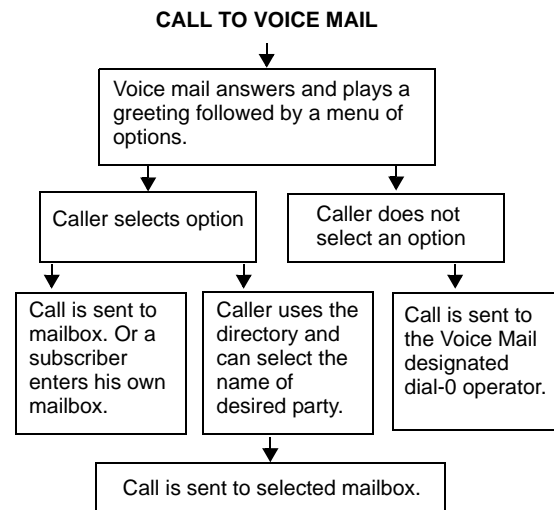 CALL TO VOICE MAIL
Voice mail answers and plays a
greeting followed by a menu of
options.
Caller selects option
Caller does not
select an option
Call is sent to
mailbox. Or a
subscriber
enters his own
mailbox.
Caller uses the
directory and
can select the
name of
desired party.
Call is sent to
the Voice Mail
designated
dial-0 operator.
Call is sent to selected mailbox.